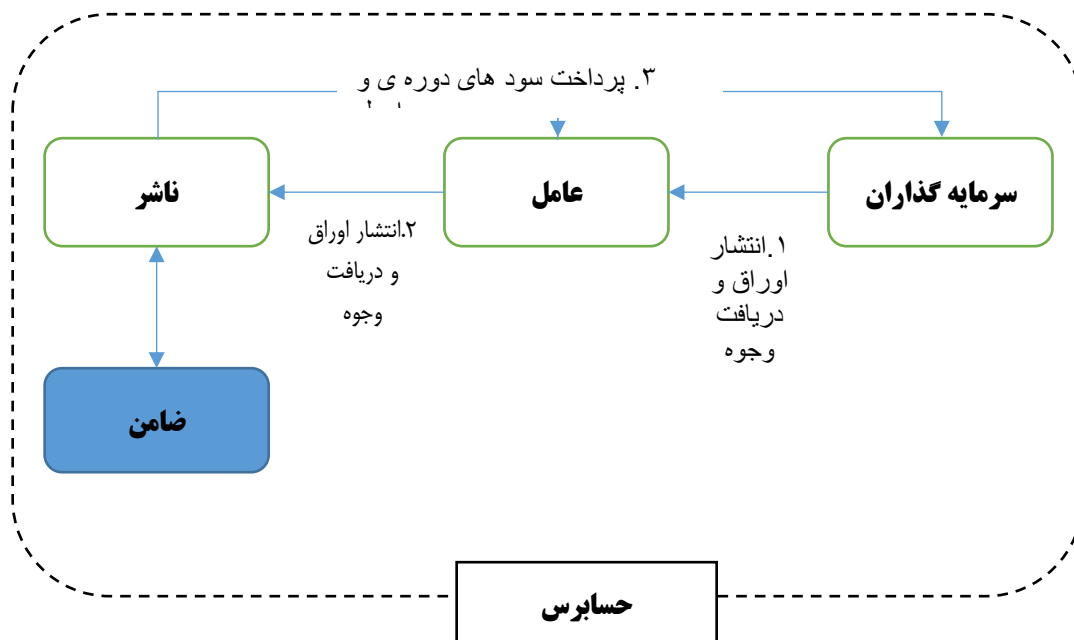 ۳. پرداخت سود های دوره ی و
سرمایه گذاران
عامل
ناشر
۱.انتشار
اوراق و
دریافت
وجوه
۲.انتشار اوراق
و دریافت
وجوه
ضامن
حسابرس